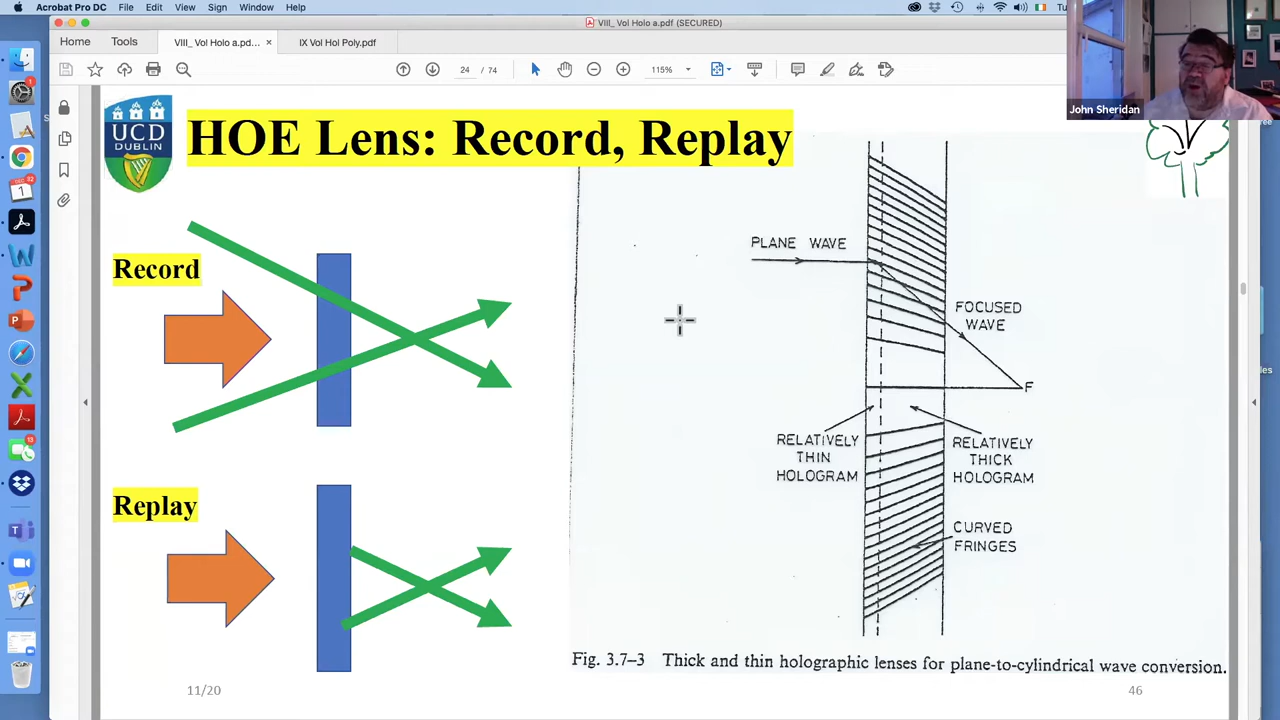 Acrobat Pro DC File Edit View Sign Window Help
VIII_ Vol Holo a.pdf (SECURED)
Home Tools VIII_ Vol Holo a.pd... × IX Vol Hol Poly.pdf
24 / 74 115%
John Sheridan
UCD
DUBLIN
HOE Lens: Record, Replay
Record
Replay
PLANE WAVE
FOCUSED
WAVE
F
RELATIVELY
THIN
HOLOGRAM
RELATIVELY
THICK
HOLOGRAM
CURVED
FRINGES
Fig. 3.7–3 Thick and thin holographic lenses for plane-to-cylindrical wave conversion.
11/20
46